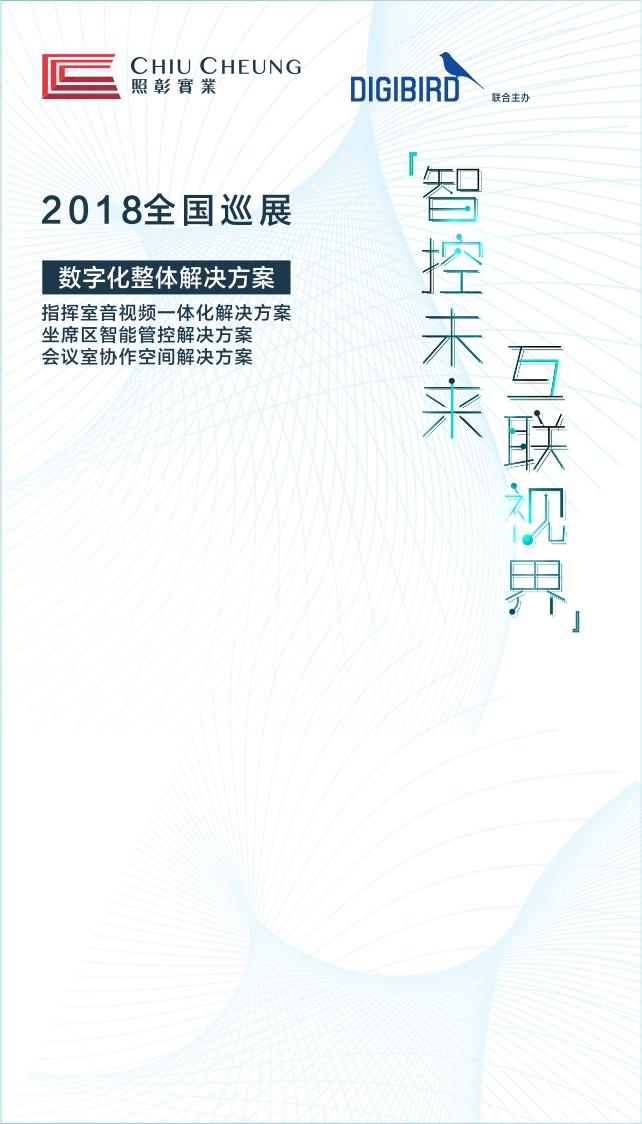 CHIU CHEUNG
照彰實業
DIGIBIRD
联合主办
2018全国巡展
数字化整体解决方案
指挥室音视频一体化解决方案
坐席区智能管控解决方案
会议室协作空间解决方案
『智控未来
互联视界』